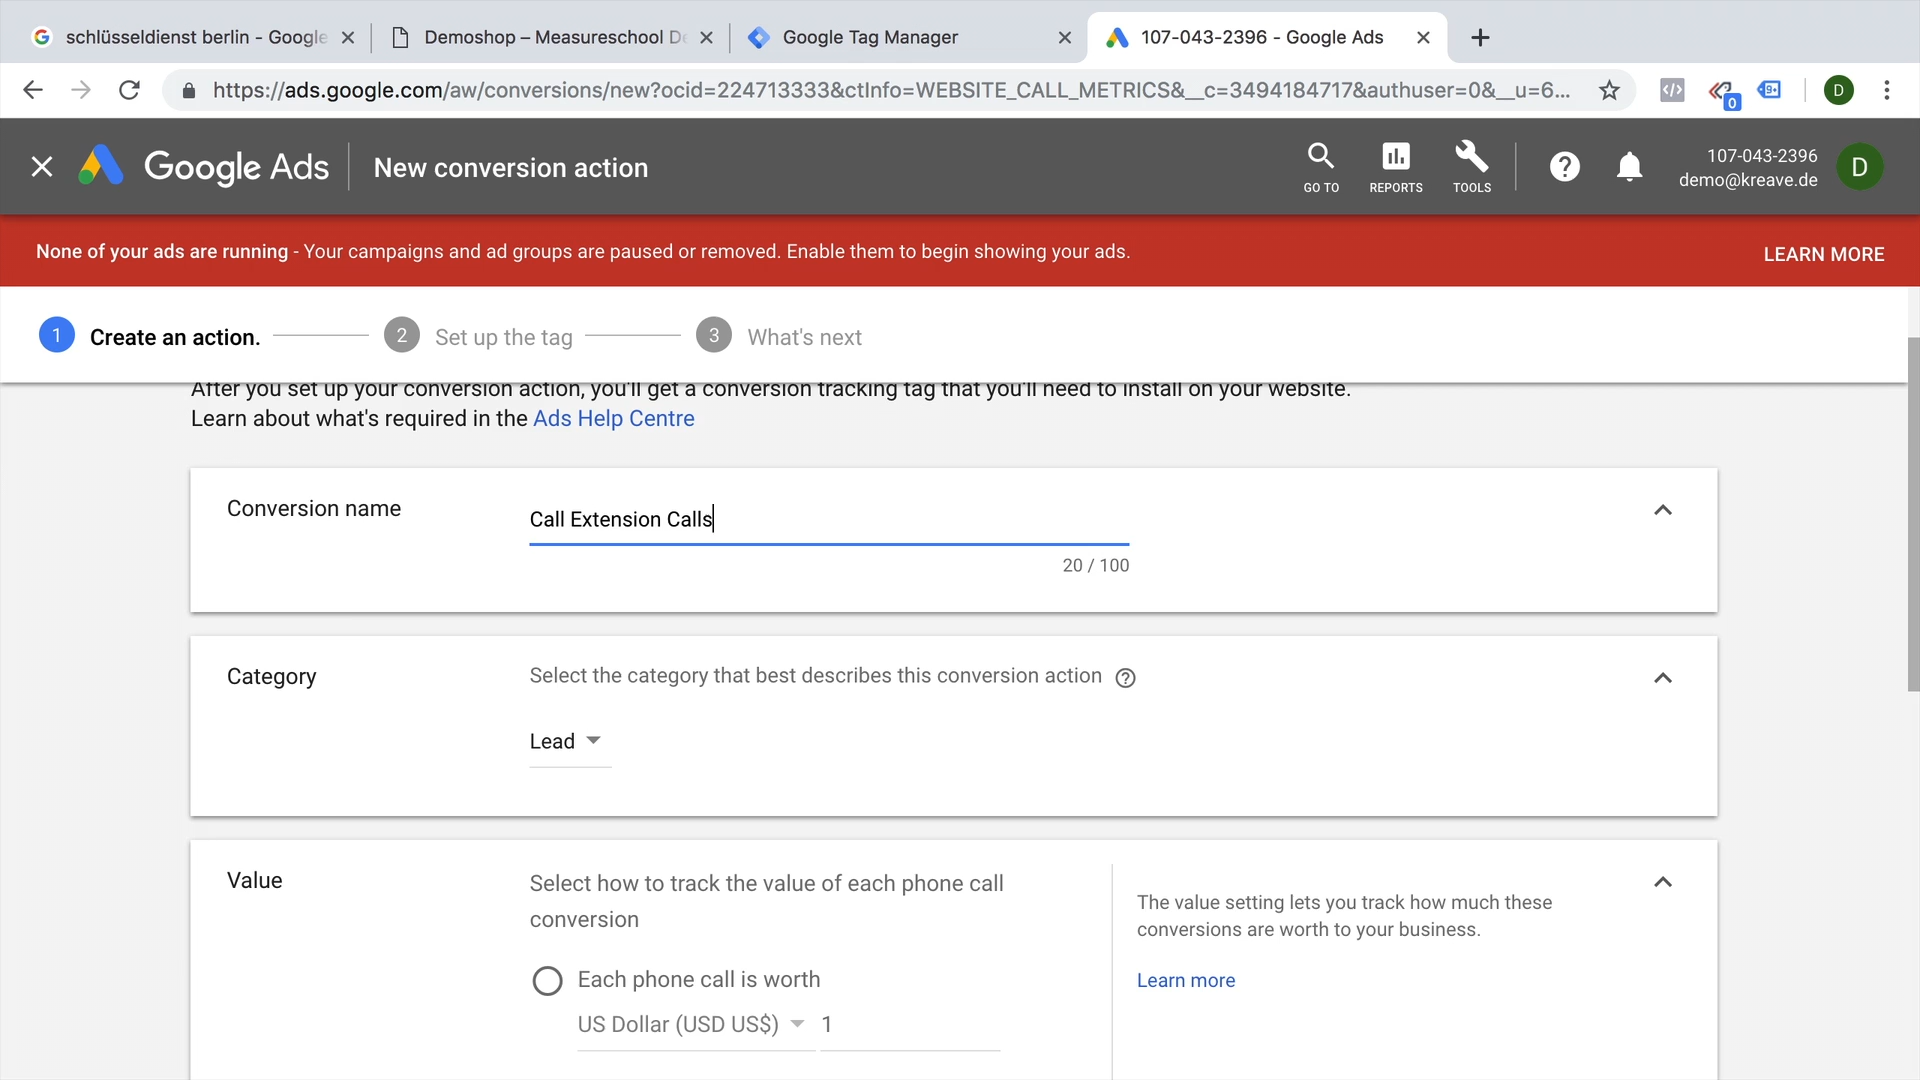 schlüsseldienst berlin - Google
Demoshop – Measureschool De
Google Tag Manager
107-043-2396 - Google Ads
https://ads.google.com/aw/conversions/new?ocid=224713333&ctInfo=WEBSITE_CALL_METRICS&__c=3494184717&authuser=0&__u=6...
0
9+
D
Google Ads
New conversion action
GO TO
REPORTS
TOOLS
107-043-2396
demo@kreave.de
D
None of your ads are running - Your campaigns and ad groups are paused or removed. Enable them to begin showing your ads.
LEARN MORE
1 Create an action.
2 Set up the tag
3 What's next
After you set up your conversion action, you'll get a conversion tracking tag that you'll need to install on your website.
Learn about what's required in the Ads Help Centre
Conversion name
Call Extension Calls
20 / 100
Category
Select the category that best describes this conversion action
Lead
Value
Select how to track the value of each phone call
conversion
Each phone call is worth
US Dollar (USD US$) 1
The value setting lets you track how much these
conversions are worth to your business.
Learn more